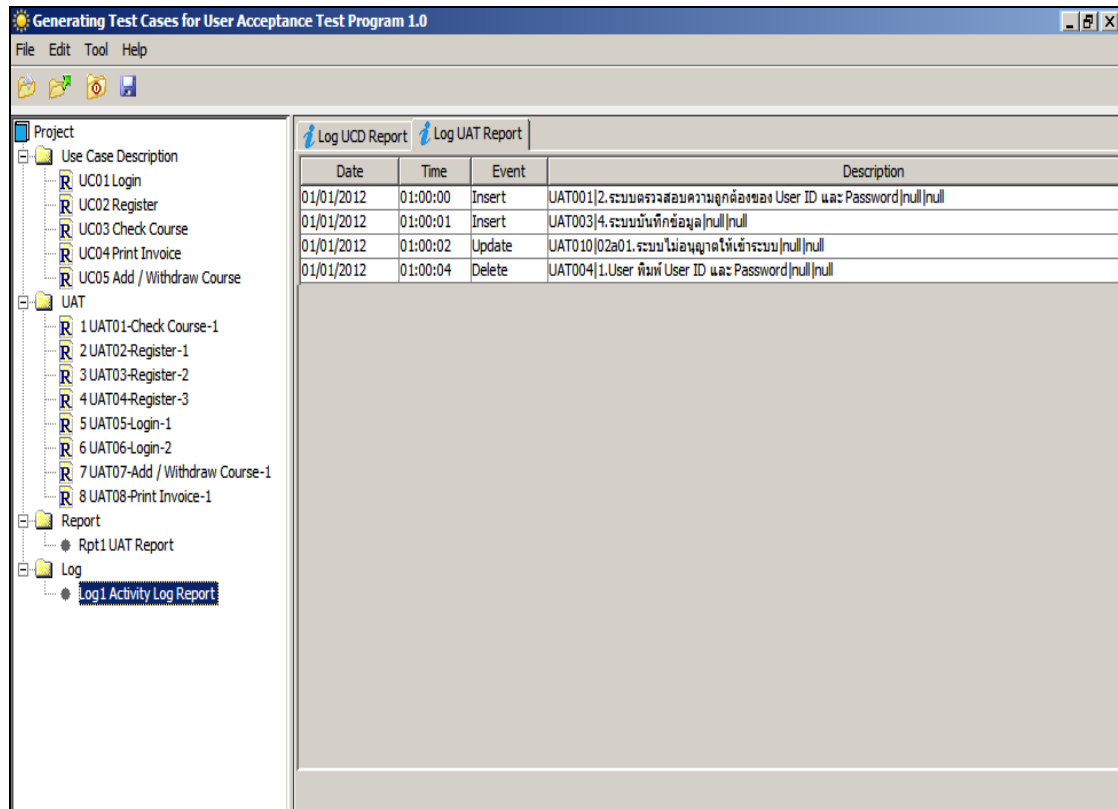 Generating Test Cases for User Acceptance Test Program 1.0
File Edit Tool Help
Project
Use Case Description
UC01 Login
UC02 Register
UC03 Check Course
UC04 Print Invoice
UC05 Add / Withdraw Course
UAT
1 UAT01-Check Course-1
2 UAT02-Register-1
3 UAT03-Register-2
4 UAT04-Register-3
5 UAT05-Login-1
6 UAT06-Login-2
7 UAT07-Add / Withdraw Course-1
8 UAT08-Print Invoice-1
Report
Rpt1 UAT Report
Log
Log1 Activity Log Report
Log UCD Report Log UAT Report
Date Time Event Description
01/01/2012 01:00:00 Insert UAT001|2.ระบบตรวจสอบความถูกต้องของ User ID และ Password|null|null
01/01/2012 01:00:01 Insert UAT003|4.ระบบบันทึกข้อมูล|null|null
01/01/2012 01:00:02 Update UAT010|02a01.ระบบไม่อนุญาตให้เข้าระบบ|null|null
01/01/2012 01:00:04 Delete UAT004|1.User พิมพ์ User ID และ Password|null|null